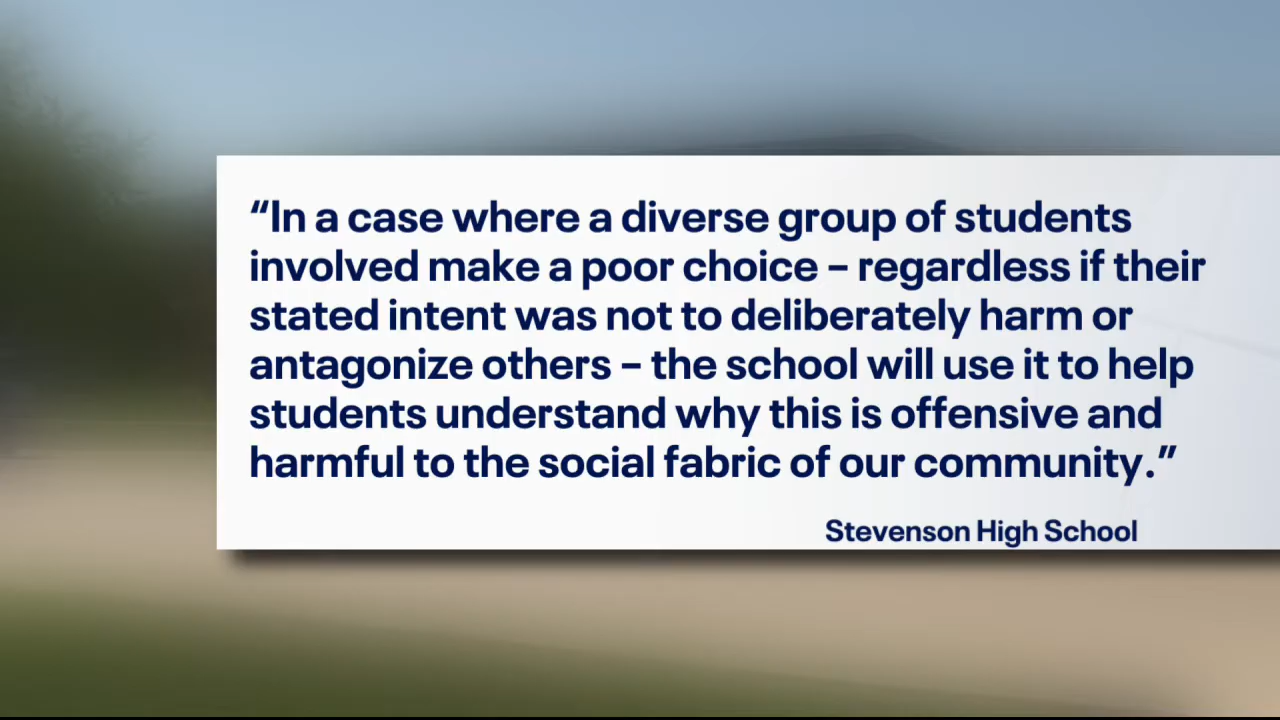 “In a case where a diverse group of students
involved make a poor choice – regardless if their
stated intent was not to deliberately harm or
antagonize others – the school will use it to help
students understand why this is offensive and
harmful to the social fabric of our community.”
Stevenson High School